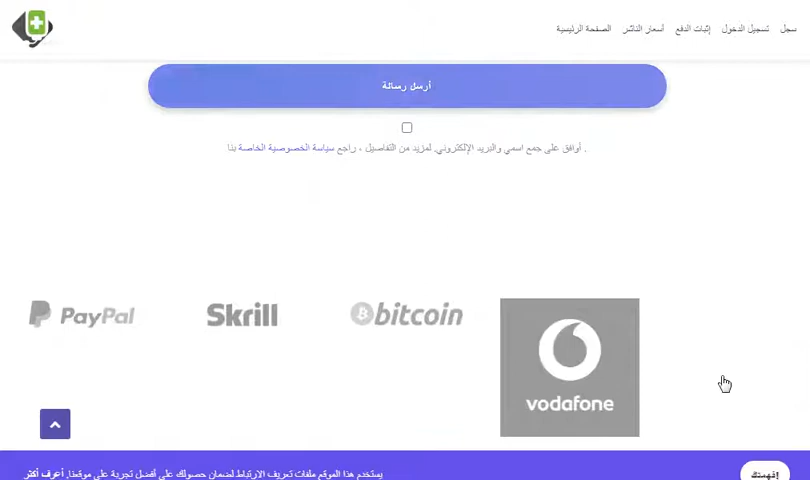 سجل تسجيل الدخول إثبات الدفع أسعار الناشر الصفحة الرئيسية
أرسل رسالة
أوافق على جمع اسمي والبريد الإلكتروني. لمزيد من التفاصيل ، راجع سياسة الخصوصية الخاصة بنا .
PayPal Skrill bitcoin
vodafone
يستخدم هذا الموقع ملفات تعريف الارتباط لضمان حصولك على أفضل تجربة على موقعنا. أعرف أكثر
إفهمتك